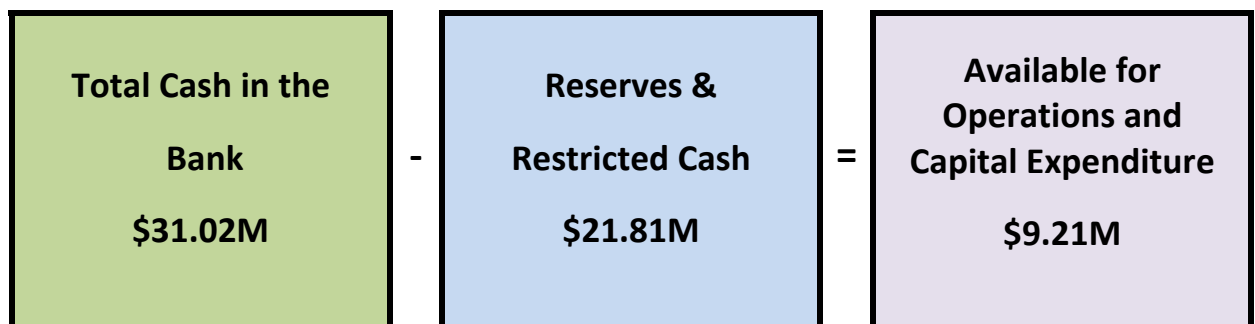 Total Cash in the
Bank
$31.02M
-
Reserves &
Restricted Cash
$21.81M
=
Available for
Operations and
Capital Expenditure
$9.21M